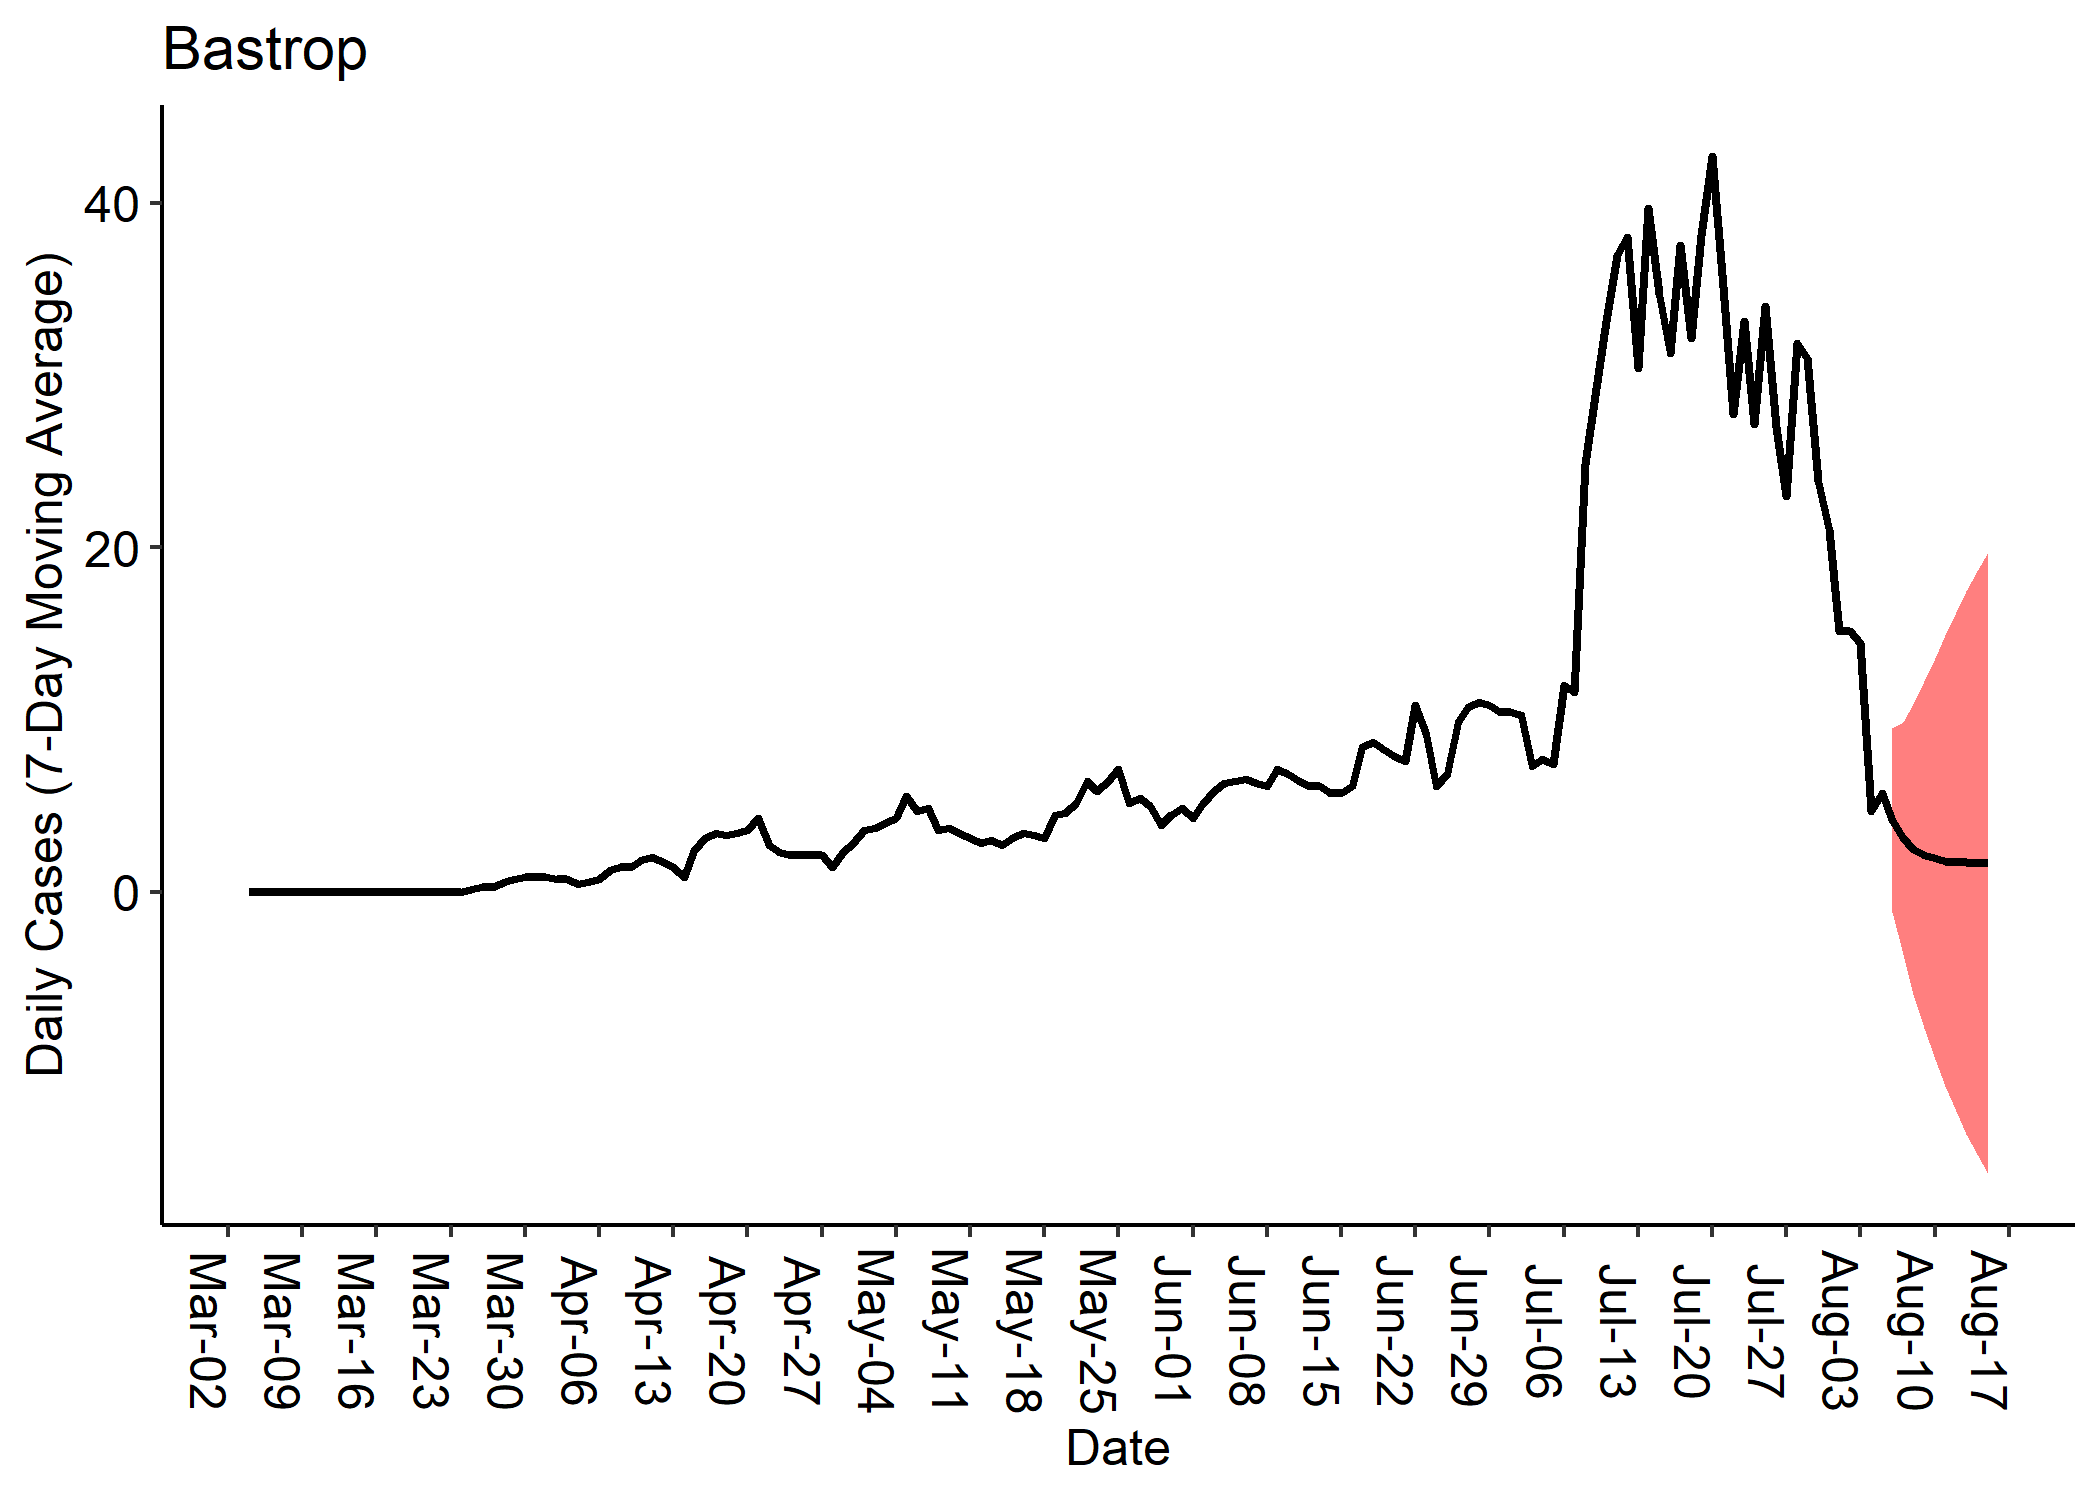 Bastrop
Daily Cases (7-Day Moving Average)
40
20
0
Mar-02
Mar-09
Mar-16
Mar-23
Mar-30
Apr-06
Apr-13
Apr-20
Apr-27
May-04
May-11
May-18
May-25
Jun-01
Jun-08
Jun-15
Jun-22
Jun-29
Jul-06
Jul-13
Jul-20
Jul-27
Aug-03
Aug-10
Aug-17
Date